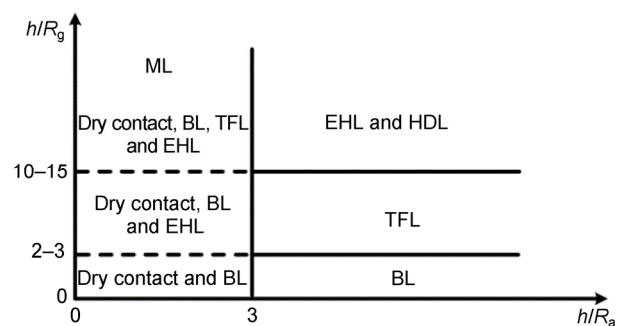 h/Rg
ML
Dry contact, BL, TFL
and EHL
EHL and HDL
10–15
Dry contact, BL
and EHL
TFL
2–3
Dry contact and BL
BL
0
0
3
h/Ra